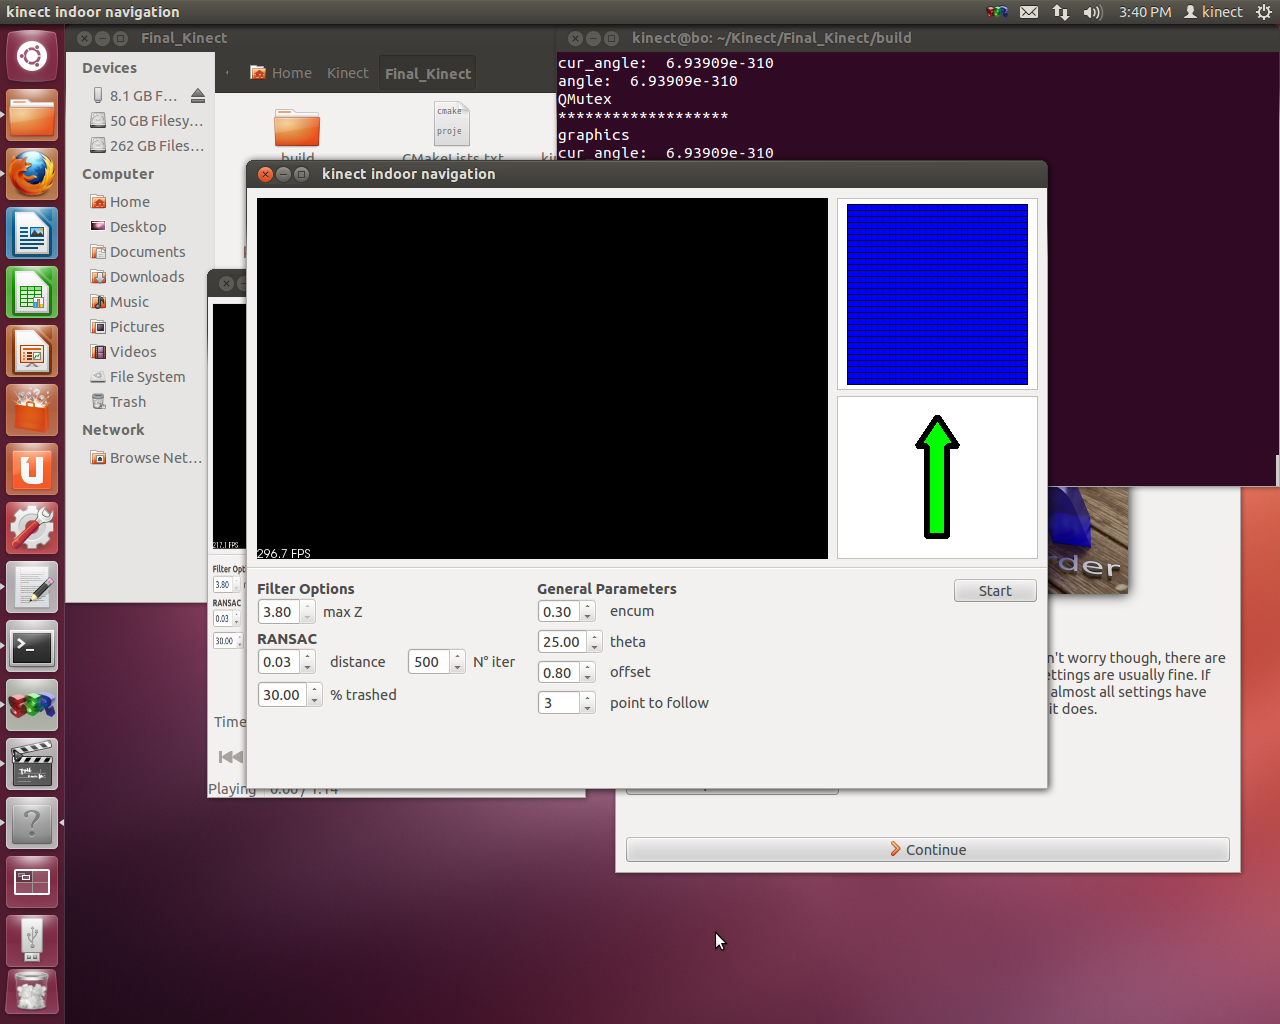 kinect indoor navigation
3:40 PM kinect
Final_Kinect
kinect@bo: ~/Kinect/Final_Kinect/build
Devices
8.1 GB F...
50 GB Filesy...
262 GB Files...
Computer
Home
Desktop
Documents
Downloads
Music
Pictures
Videos
File System
Trash
Network
Browse Net...
Home Kinect Final_Kinect
cmake
proje
build
CMakeLists.txt
cur_angle: 6.93909e-310
angle: 6.93909e-310
QMutex
*******************
graphics
cur_angle: 6.93909e-310
kinect indoor navigation
296.7 FPS
Filter Options
3.80 max Z
RANSAC
0.03 distance 500 N° iter
30.00 % trashed
General Parameters
0.30 encum
25.00 theta
0.80 offset
3 point to follow
Start
217.1 FPS
Filter Opt
3.80
RANSAC
0.03
30.00
Time
Playing 0:00 / 1:14
rder
n't worry though, there are
ettings are usually fine. If
almost all settings have
it does.
Continue